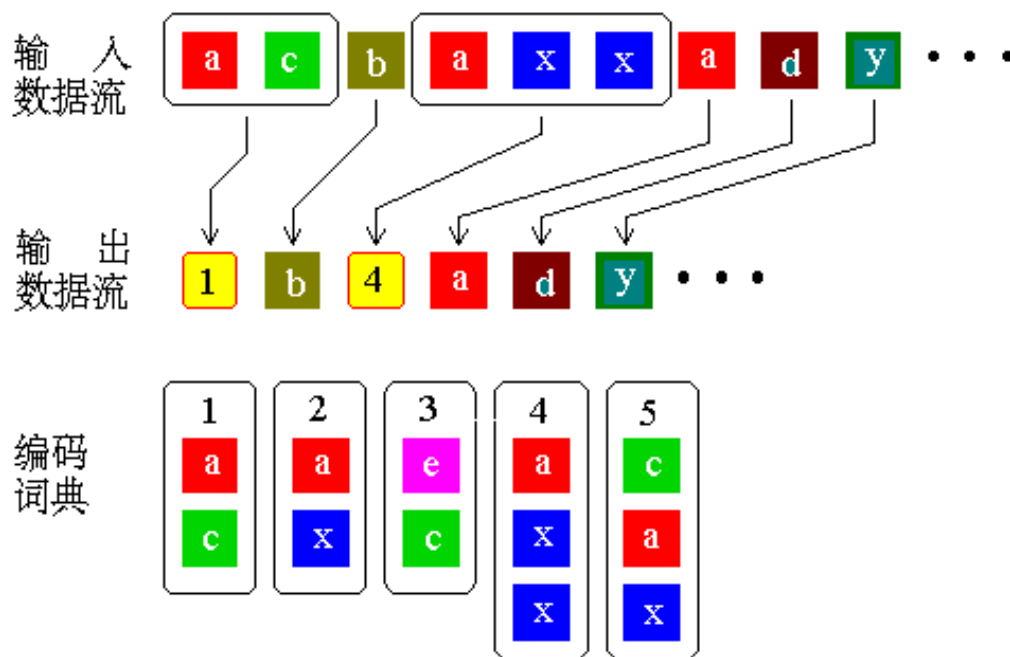 输 入
数据流
a c b a x x a d y • • •
输 出
数据流
1 b 4 a d y • • •
编码
词典
1 2 3 4 5
a a e a c
c x c x a
x x